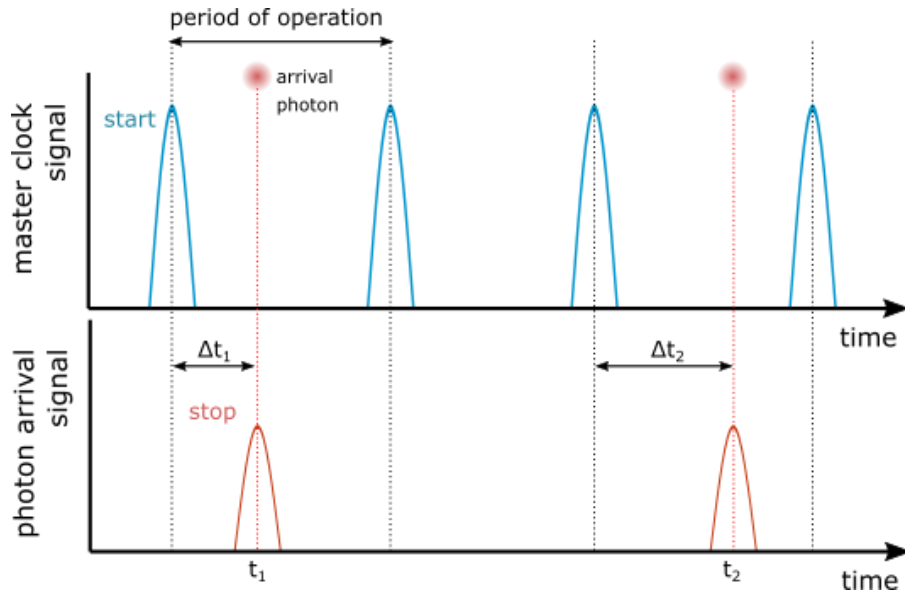 period of operation
arrival
photon
start
master clock
signal
time
Δt₁
Δt₂
stop
photon arrival
signal
t₁
t₂
time